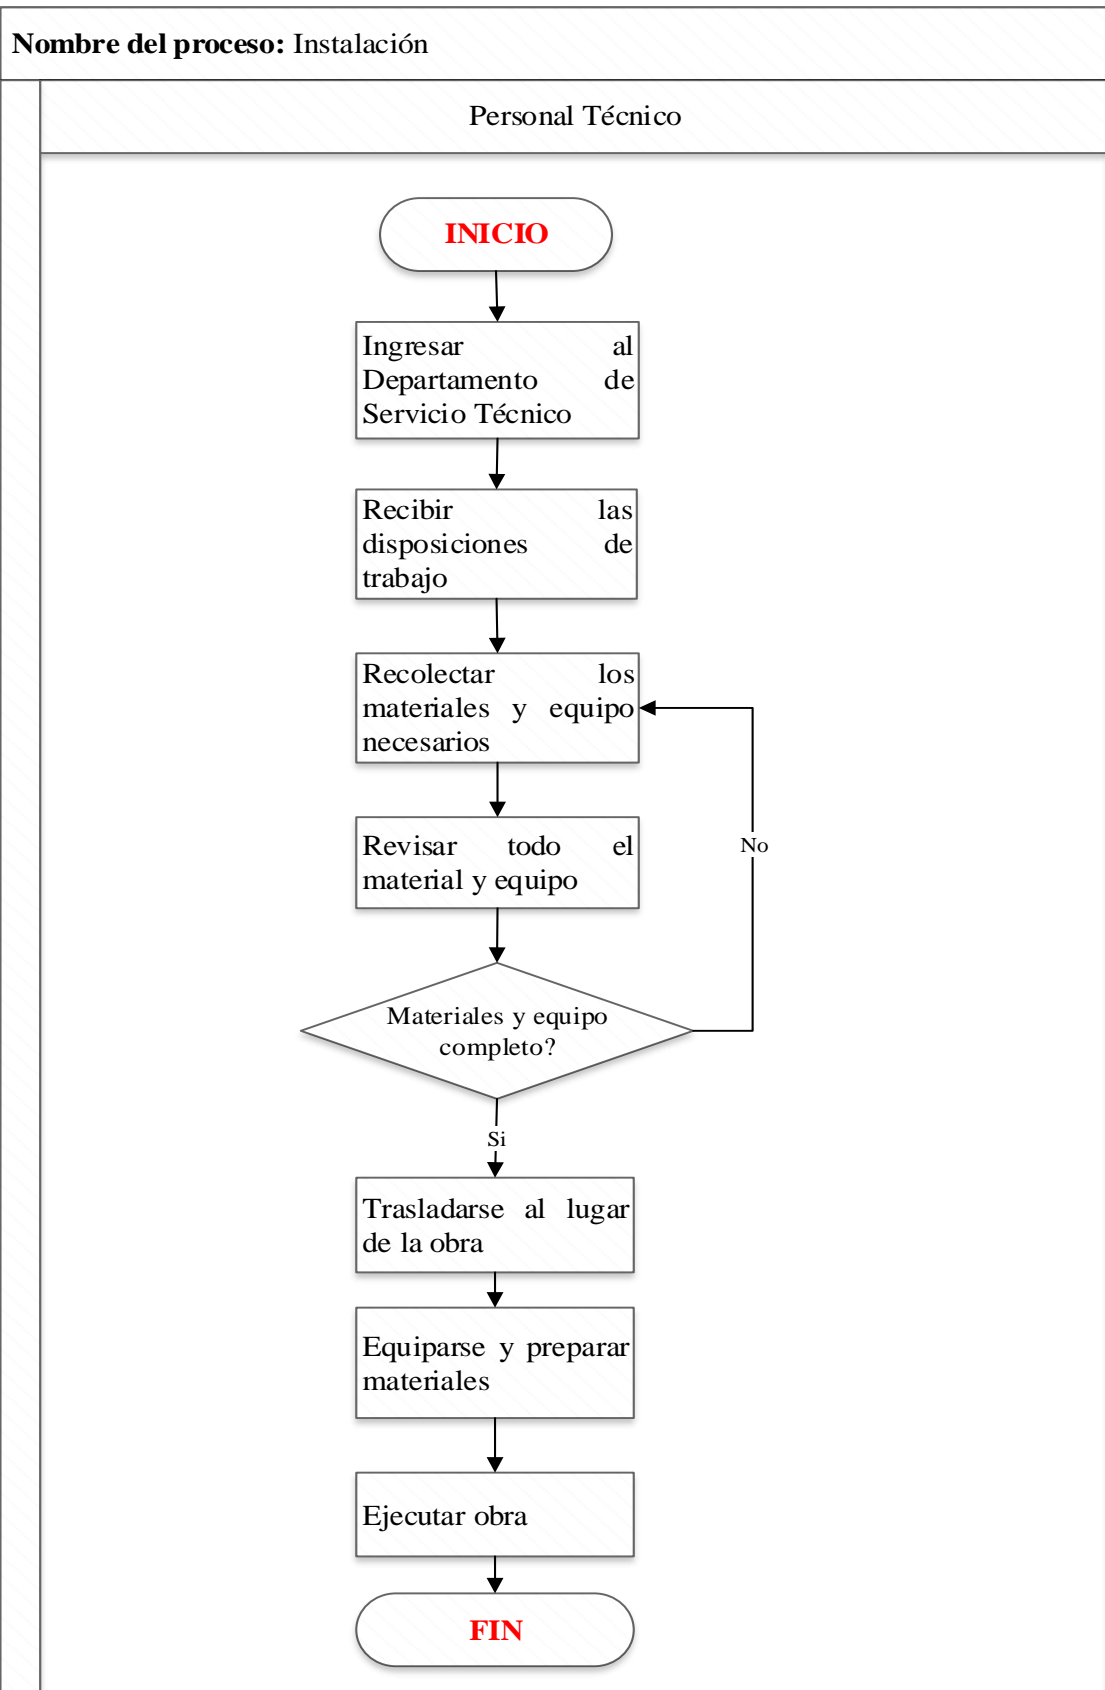 Nombre del proceso: Instalación
Personal Técnico
INICIO
Ingresar al
Departamento de
Servicio Técnico
Recibir las
disposiciones de
trabajo
Recolectar los
materiales y equipo
necesarios
Revisar todo el
material y equipo
No
Materiales y equipo
completo?
Si
Trasladarse al lugar
de la obra
Equiparse y preparar
materiales
Ejecutar obra
FIN